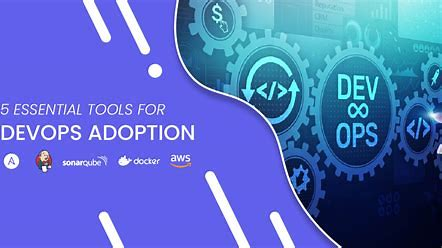 5 ESSENTIAL TOOLS FOR
DEVOPS ADOPTION
A
sonarqube
docker
aws
</>
DEV
OPS
</>